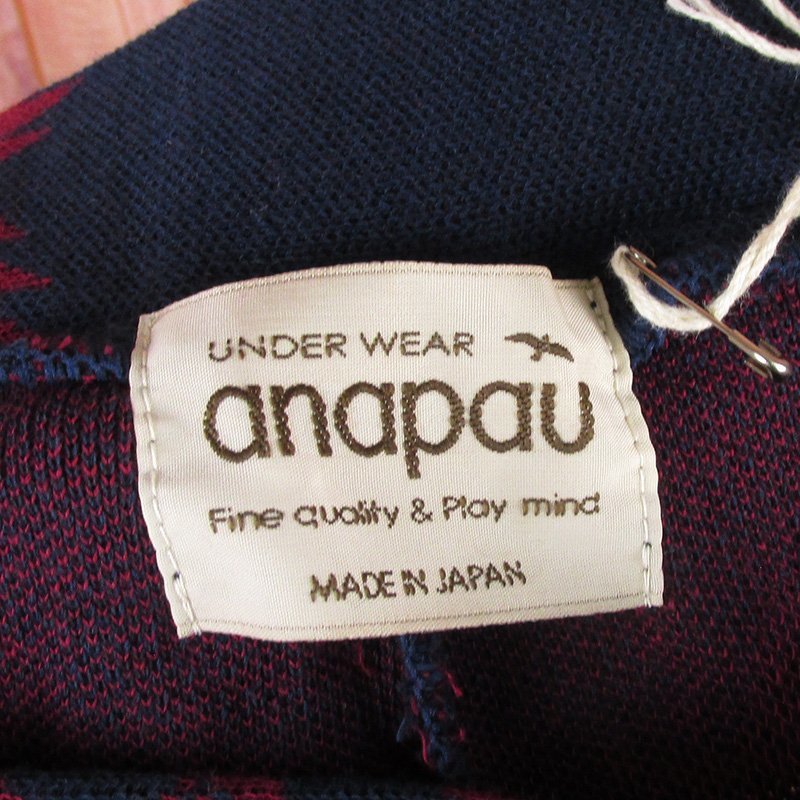 UNDER WEAR
anapau
Fine quality & Play mind
MADE IN JAPAN